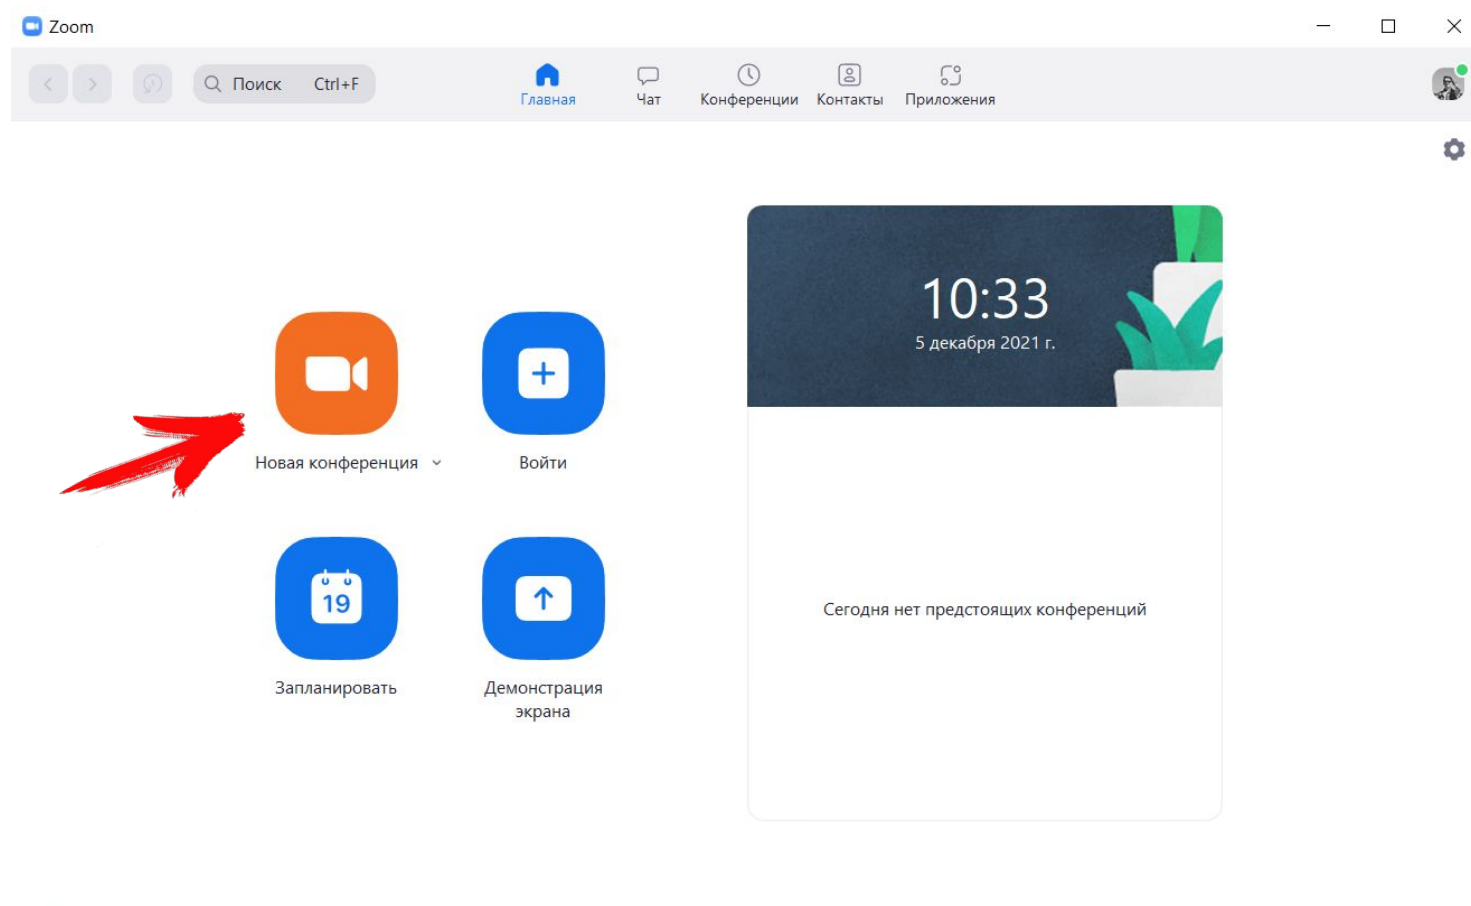 Zoom
Поиск Ctrl+F
Главная
Чат
Конференции
Контакты
Приложения
10:33
5 декабря 2021 г.
Новая конференция
Войти
19
Запланировать
Демонстрация
экрана
Сегодня нет предстоящих конференций